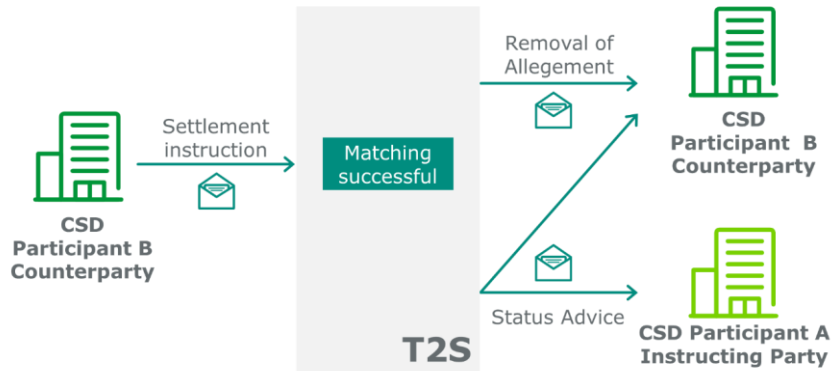 Settlement
instruction
CSD
Participant B
Counterparty
Matching
successful
T2S
Removal of
Allegement
CSD
Participant B
Counterparty
Status Advice
CSD Participant A
Instructing Party